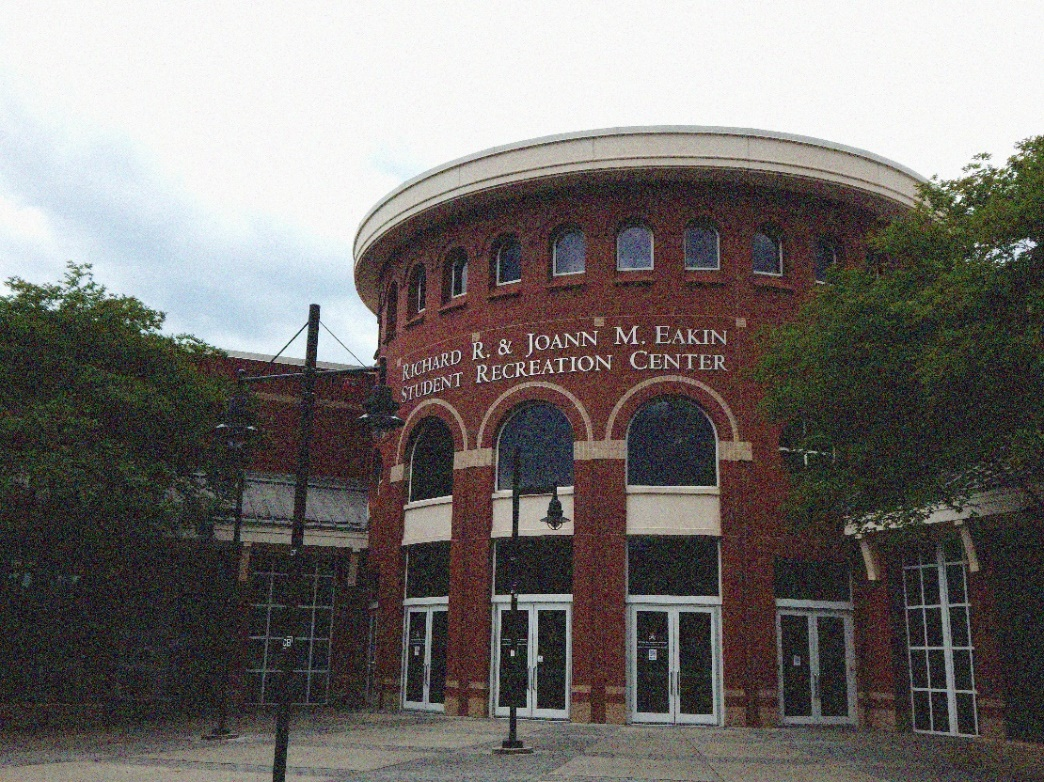 Richard R. & Joann M. Eakin
Student Recreation Center